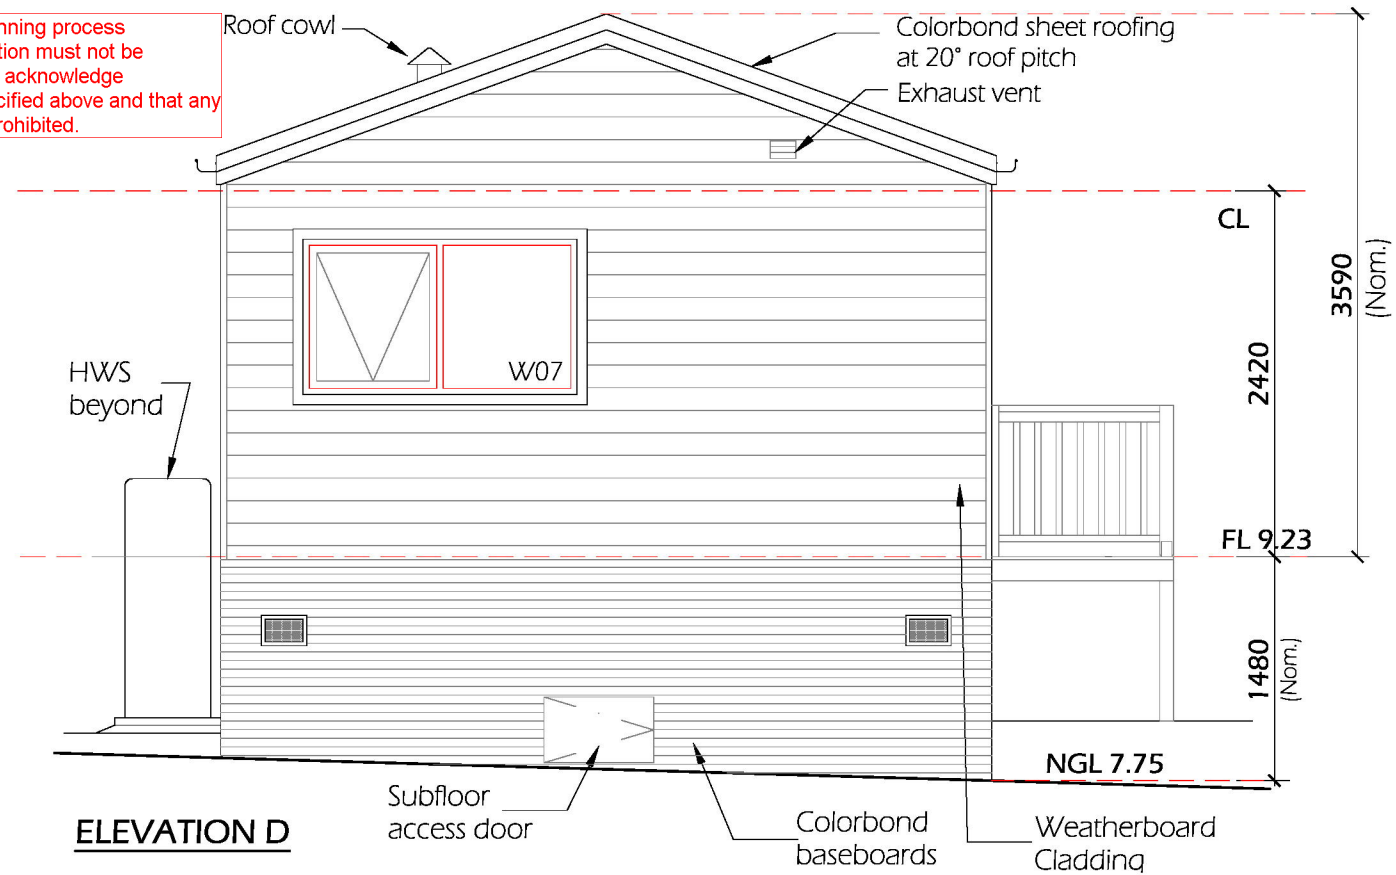 nning process
tion must not be
acknowledge
cified above and that any
rohibited.
Roof cowl
Colorbond sheet roofing
at 20° roof pitch
Exhaust vent
CL
3590
(Nom.)
2420
W07
HWS
beyond
FL 9.23
1480
(Nom.)
NGL 7.75
Subfloor
access door
Colorbond
baseboards
Weatherboard
Cladding
ELEVATION D